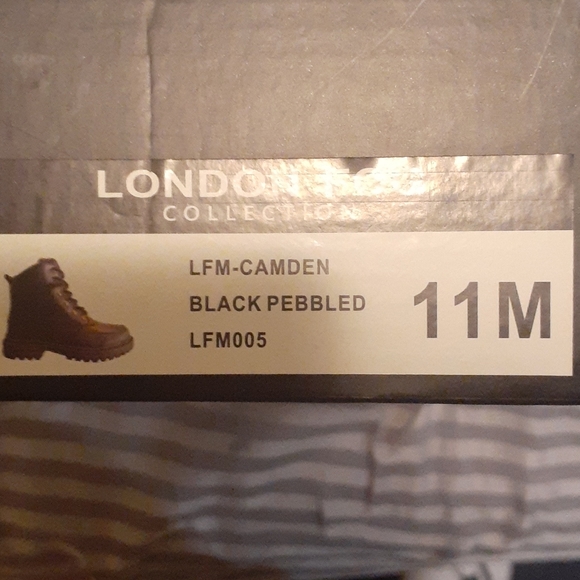 LONDON FOG
COLLECTION
LFM-CAMDEN
BLACK PEBBLED
LFM005
11M